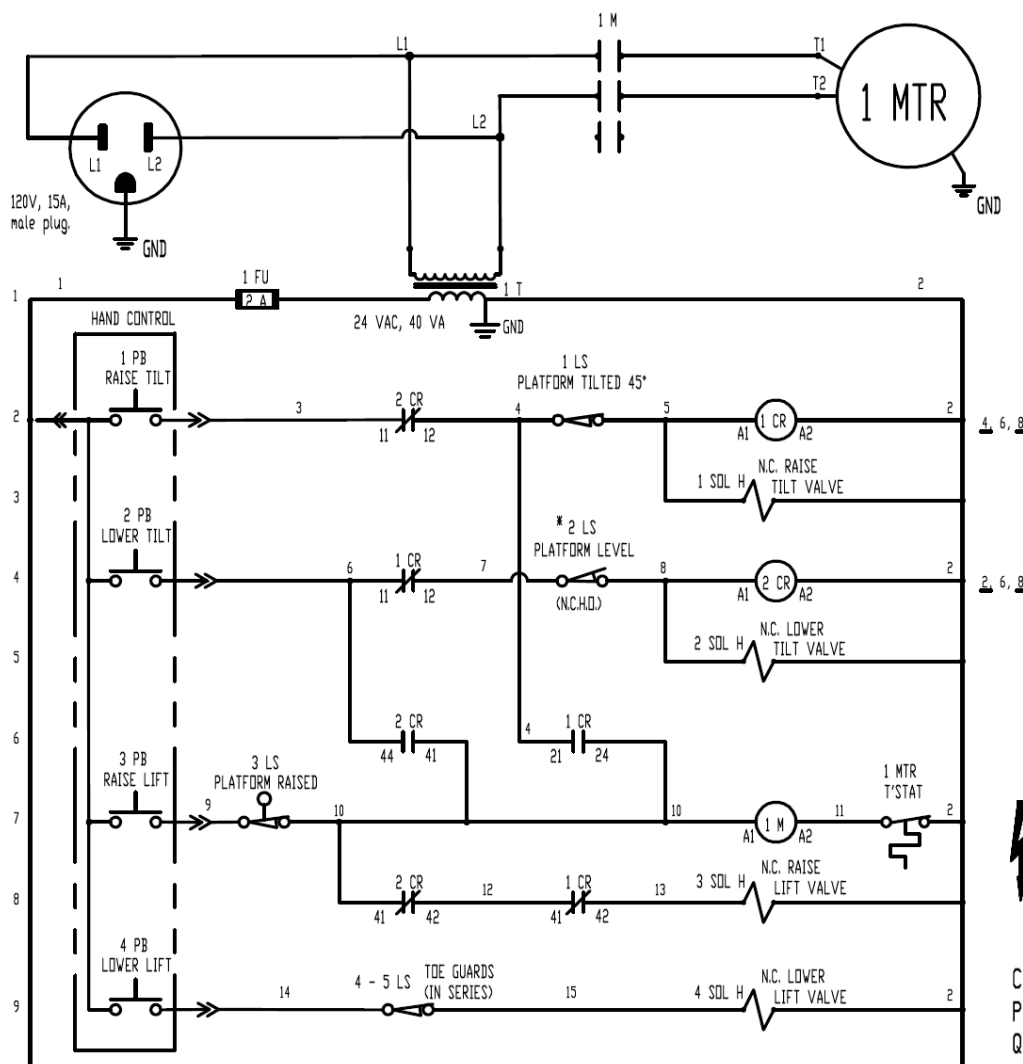 1 M
L1
T1
T2
1 MTR
L2
L1
L2
120V, 15A,
male plug.
GND
GND
1
1
1 FU
2 A
1 T
2
24 VAC, 40 VA
GND
HAND CONTROL
1 PB
RAISE TILT
1 LS
PLATFORM TILTED 45°
2
3
2 CR
11
12
4
5
1 CR
A1
A2
2
4, 6, 8
3
1 SOL H
N.C. RAISE
TILT VALVE
2 PB
LOWER TILT
* 2 LS
PLATFORM LEVEL
(N.C.H.O.)
4
6
1 CR
11
12
7
8
2 CR
A1
A2
2
2, 6, 8
5
2 SOL H
N.C. LOWER
TILT VALVE
6
2 CR
44
41
4
1 CR
21
24
3 PB
RAISE LIFT
3 LS
PLATFORM RAISED
1 MTR
T'STAT
7
9
10
10
1 M
A1
A2
11
2
8
2 CR
41
42
12
1 CR
41
42
13
3 SOL H
N.C. RAISE
LIFT VALVE
4 PB
LOWER LIFT
9
14
4 - 5 LS
TOE GUARDS
(IN SERIES)
15
4 SOL H
N.C. LOWER
LIFT VALVE
2
C
P
Q